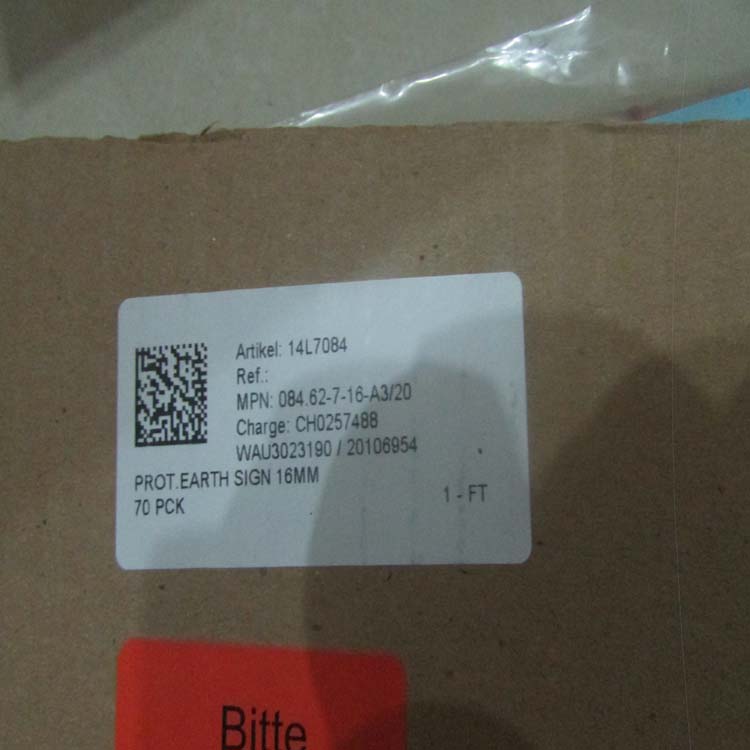 Artikel: 14L7084
Ref.:
MPN: 084.62-7-16-A3/20
Charge: CH0257488
WAU3023190 / 20106954
PROT.EARTH SIGN 16MM
70 PCK
1 - FT
Bitte